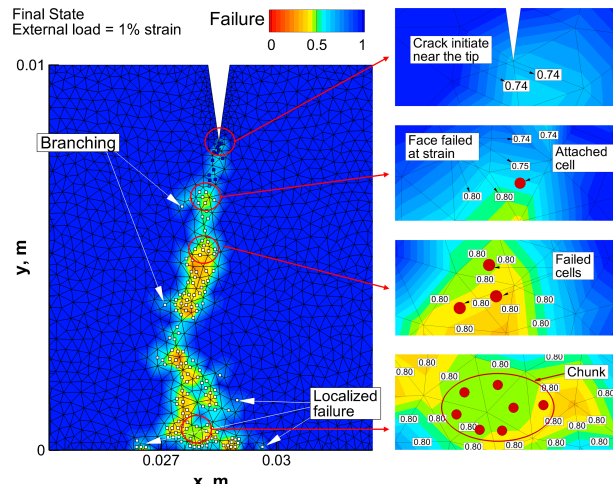 Final State
External load = 1% strain
Failure
0
0.5
1
0.01
y, m
0
0.027
0.03
x, m
Branching
Localized
failure
Crack initiate
near the tip
0.74
0.74
Face failed
at strain
0.74
0.74
0.75
Attached
cell
0.80
0.80
0.80
0.80
Failed
cells
0.80
0.80
0.80
0.80
0.80
0.80
0.80
0.80
Chunk
0.80
0.80
0.80
0.80
0.80
0.80
0.80
0.80
0.80
0.80
0.80
0.80
0.80